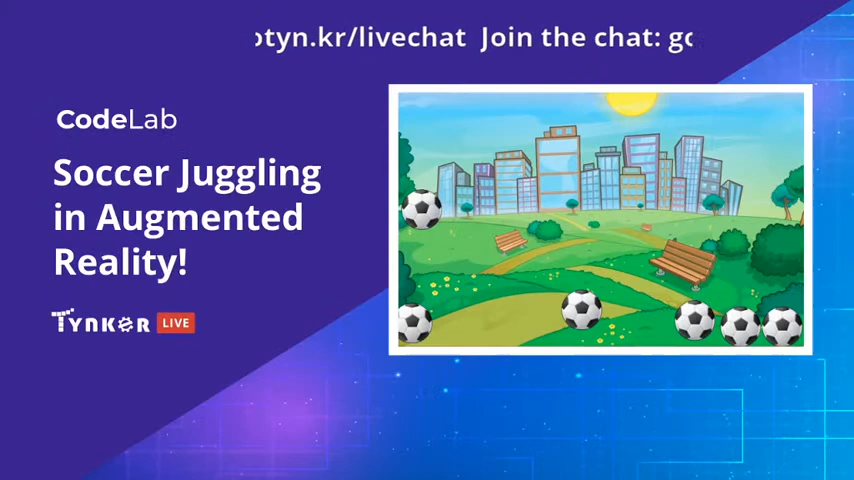 otyn.kr/livechat Join the chat: go
CodeLab
Soccer Juggling
in Augmented
Reality!
TYNKER LIVE